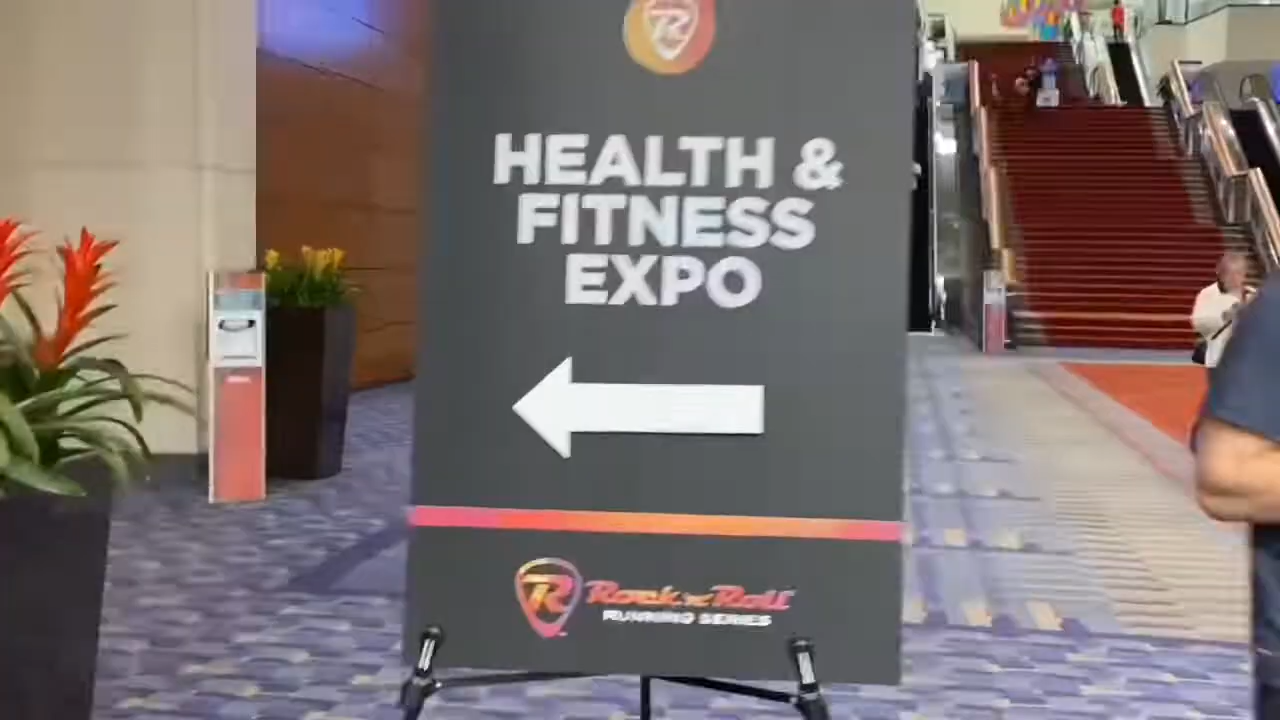 HEALTH &
FITNESS
EXPO
Rock 'n' Roll
RUNNING SERIES